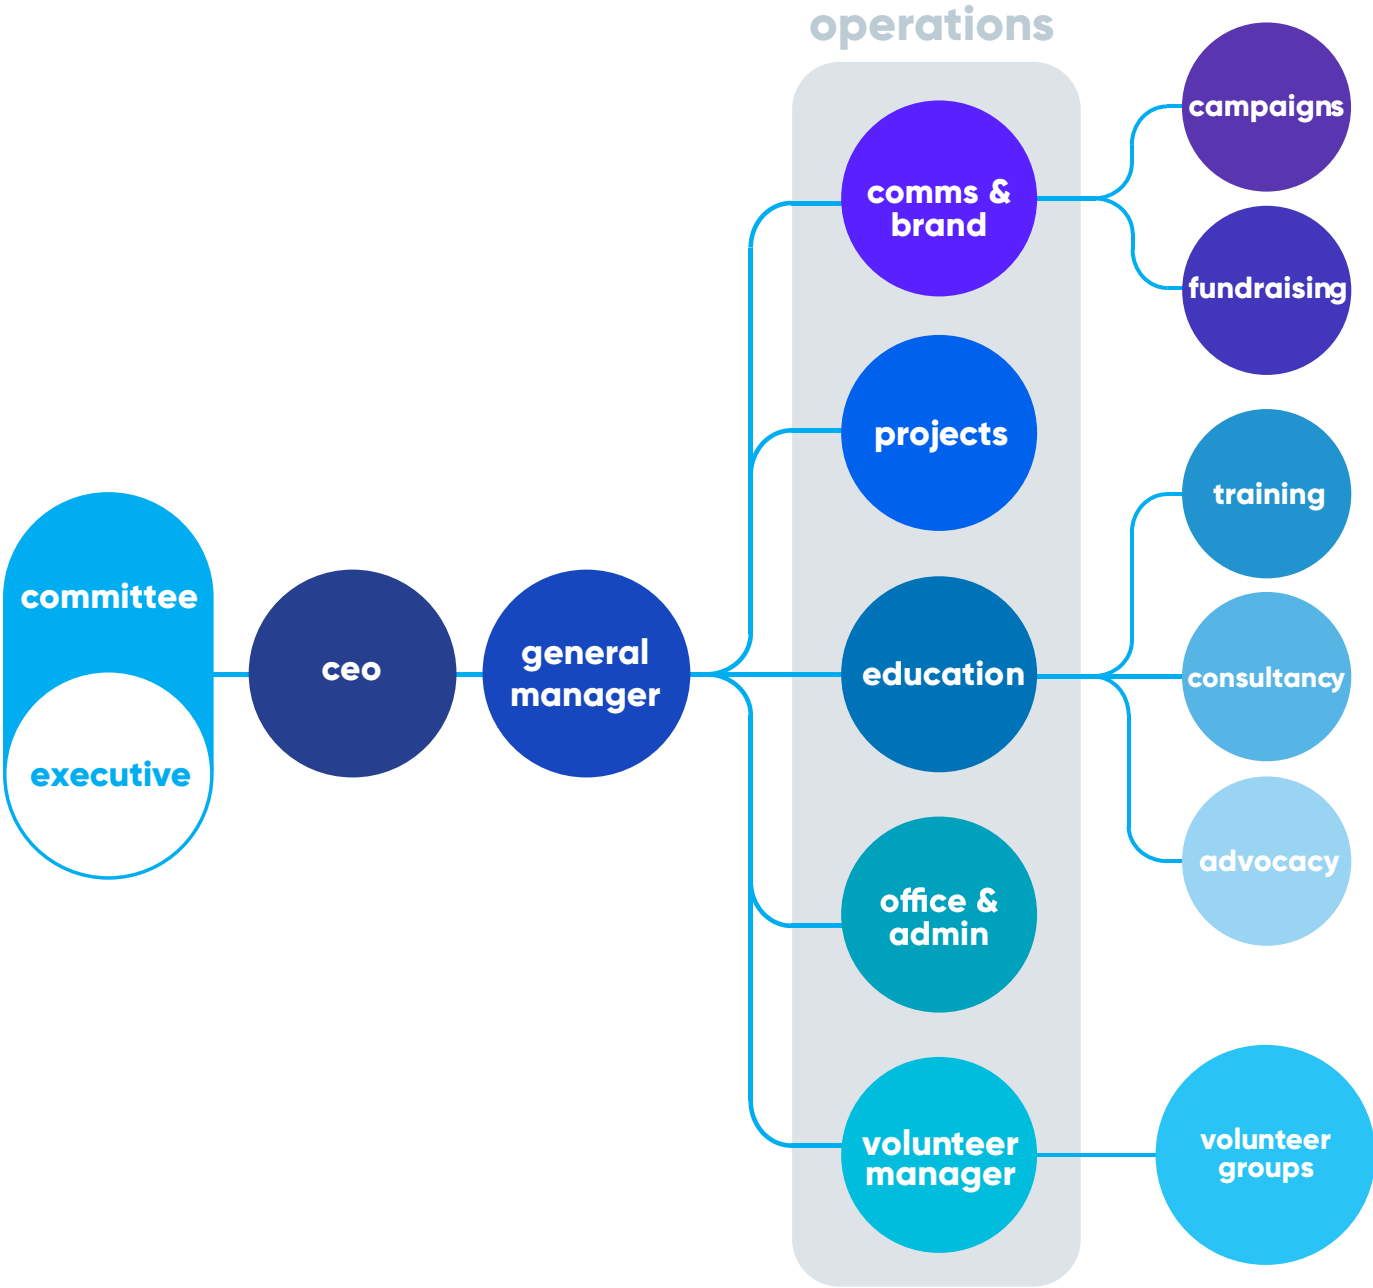 operations
campaigns
comms &
brand
fundraising
projects
training
committee
ceo
general
manager
education
consultancy
executive
advocacy
office &
admin
volunteer
manager
volunteer
groups